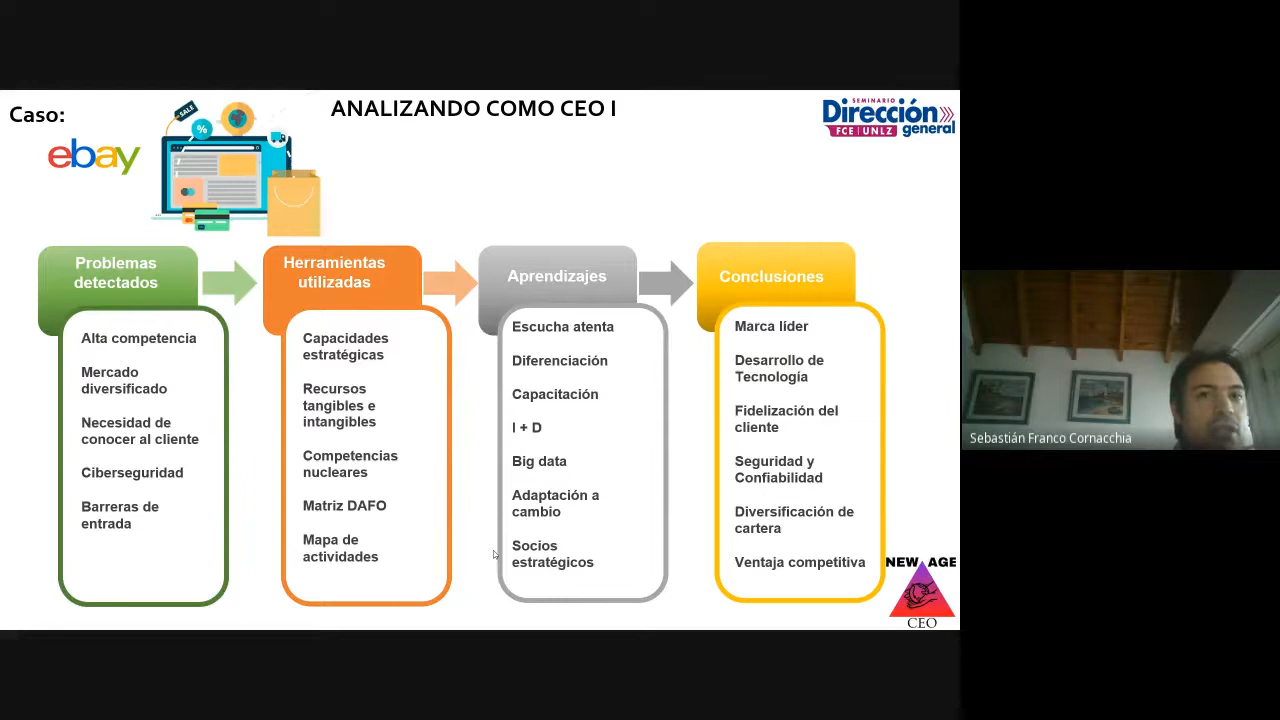 Caso:
ebay
SALE
%
ANALIZANDO COMO CEO I
SEMINARIO
Dirección
FCE | UNLZ
general
Problemas
detectados
Alta competencia
Mercado
diversificado
Necesidad de
conocer al cliente
Ciberseguridad
Barreras de
entrada
Herramientas
utilizadas
Capacidades
estratégicas
Recursos
tangibles e
intangibles
Competencias
nucleares
Matriz DAFO
Mapa de
actividades
Aprendizajes
Escucha atenta
Diferenciación
Capacitación
I + D
Big data
Adaptación a
cambio
Socios
estratégicos
Conclusiones
Marca líder
Desarrollo de
Tecnología
Fidelización del
cliente
Seguridad y
Confiabilidad
Diversificación de
cartera
Ventaja competitiva
NEW AGE
CEO
Sebastián Franco Cornacchia